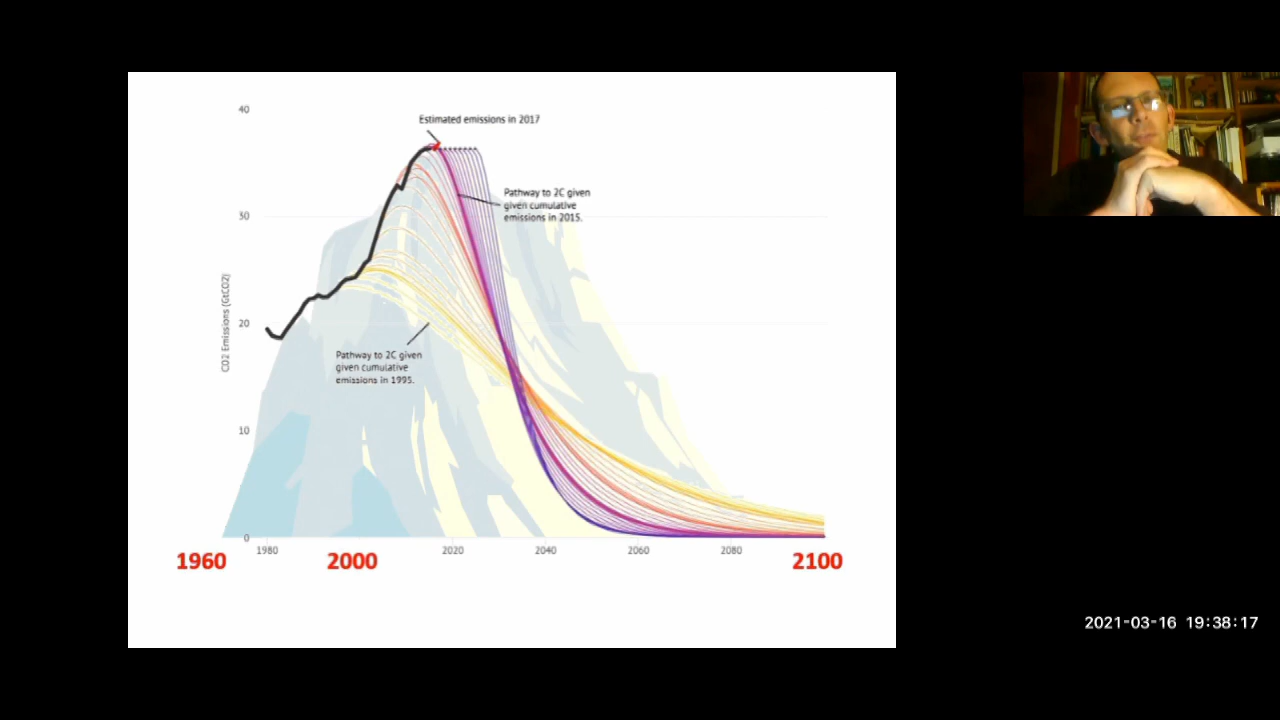 40
Estimated emissions in 2017
Pathway to 2C given
given cumulative
emissions in 2015.
30
CO2 Emissions (GtCO2)
20
Pathway to 2C given
given cumulative
emissions in 1995.
10
0
1980
2020
2040
2060
2080
1960
2000
2100
2021-03-16 19:38:17